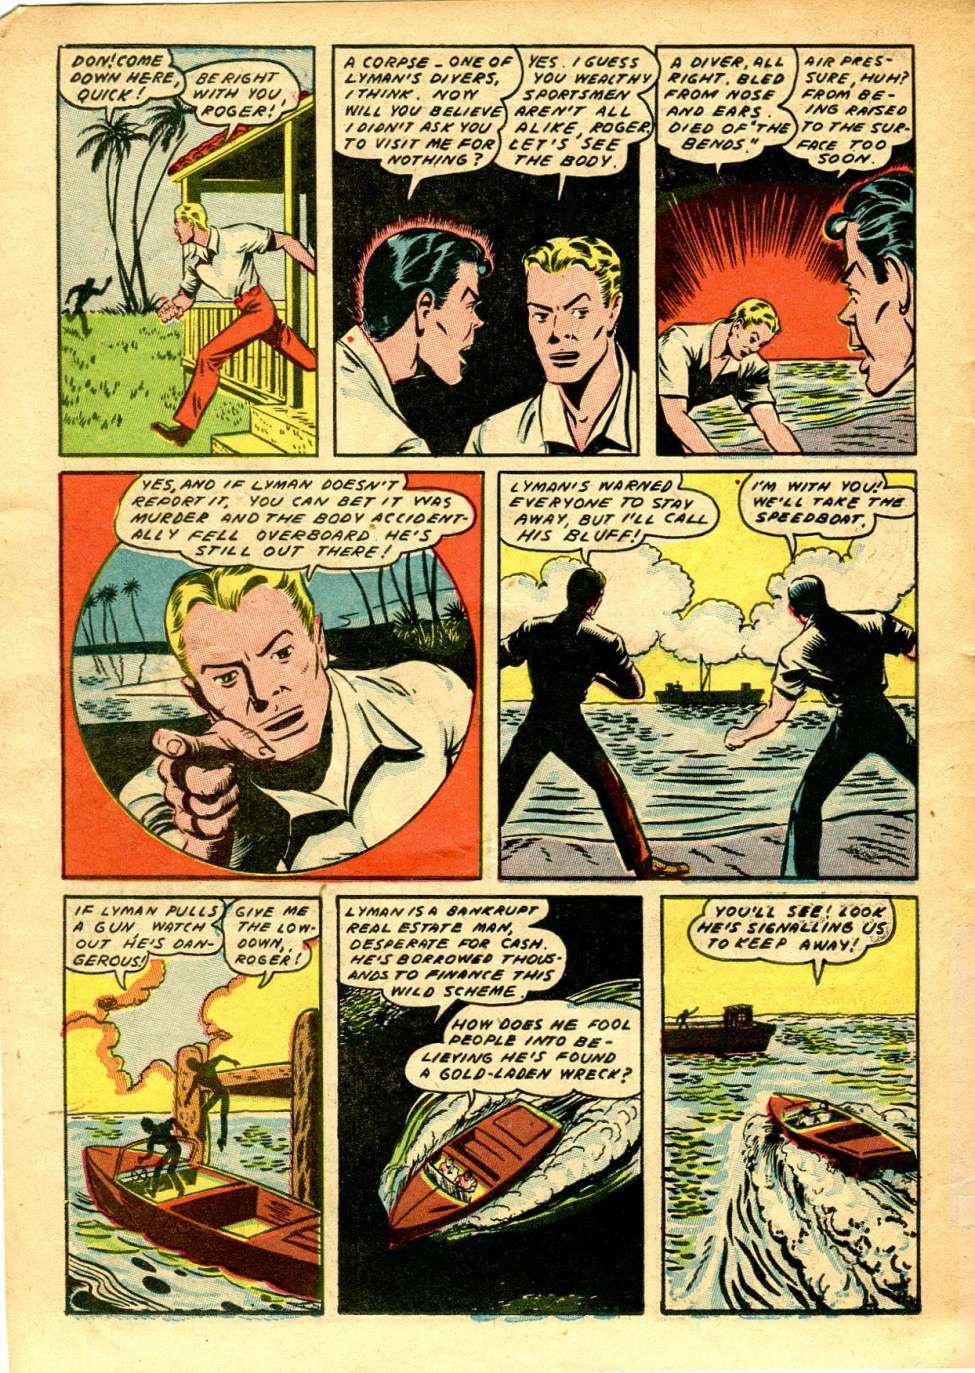 DON! COME
DOWN HERE,
QUICK!
BE RIGHT
WITH YOU,
ROGER!
A CORPSE - ONE OF
LYMAN'S DIVERS,
I THINK. NOW
WILL YOU BELIEVE
I DIDN'T ASK YOU
TO VISIT ME FOR
NOTHING?
YES. I GUESS
YOU WEALTHY
SPORTSMEN
AREN'T ALL
ALIKE, ROGER,
LET'S SEE
THE BODY.
A DIVER, ALL
RIGHT. BLED
FROM NOSE
AND EARS.
DIED OF "THE
BENDS."
AIR PRES-
SURE, HUH?
FROM BE-
ING RAISED
TO THE SUR-
FACE TOO
SOON.
YES, AND IF LYMAN DOESN'T
REPORT IT, YOU CAN BET IT WAS
MURDER AND THE BODY ACCIDENT-
ALLY FELL OVERBOARD. HE'S
STILL OUT THERE!
LYMAN'S WARNED
EVERYONE TO STAY
AWAY, BUT I'LL CALL
HIS BLUFF!
I'M WITH YOU!
WE'LL TAKE THE
SPEEDBOAT.
IF LYMAN PULLS
A GUN WATCH
OUT HE'S DAN-
GEROUS!
GIVE ME
THE LOW-
DOWN,
ROGER!
LYMAN IS A BANKRUPT
REAL ESTATE MAN,
DESPERATE FOR CASH.
HE'S BORROWED THOUS-
ANDS TO FINANCE THIS
WILD SCHEME.
HOW DOES HE FOOL
PEOPLE INTO BE-
LIEVING HE'S FOUND
A GOLD-LADEN WRECK?
YOU'LL SEE! LOOK
HE'S SIGNALLING US
TO KEEP AWAY!